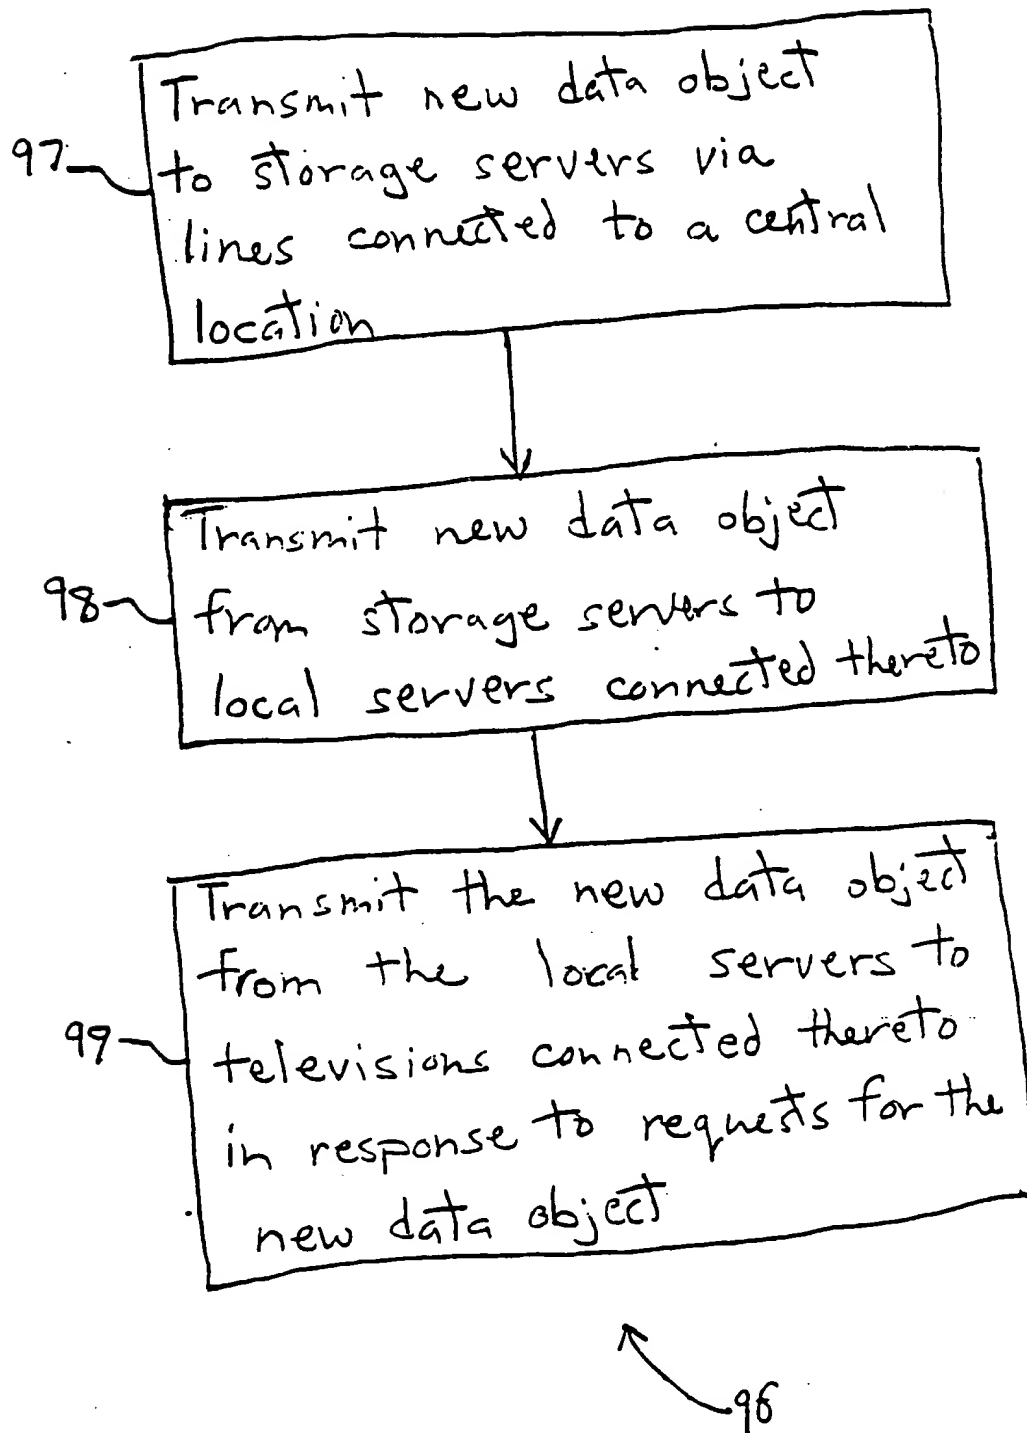 Transmit new data object
97
to storage servers via
lines connected to a central
location
Transmit new data object
98
from storage servers to
local servers connected thereto
Transmit the new data object
from the local servers to
99
televisions connected thereto
in response to requests for the
new data object
96